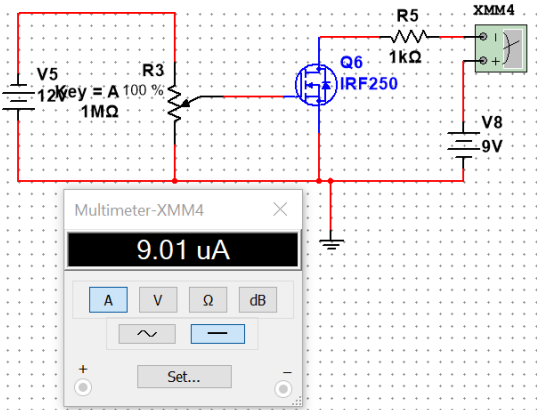 XMM4
R5
1kΩ
V5
12V
R3
Key = A
100 %
1MΩ
Q6
IRF250
V8
9V
Multimeter-XMM4
9.01 uA
A V Ω dB
~ —
+ Set... −